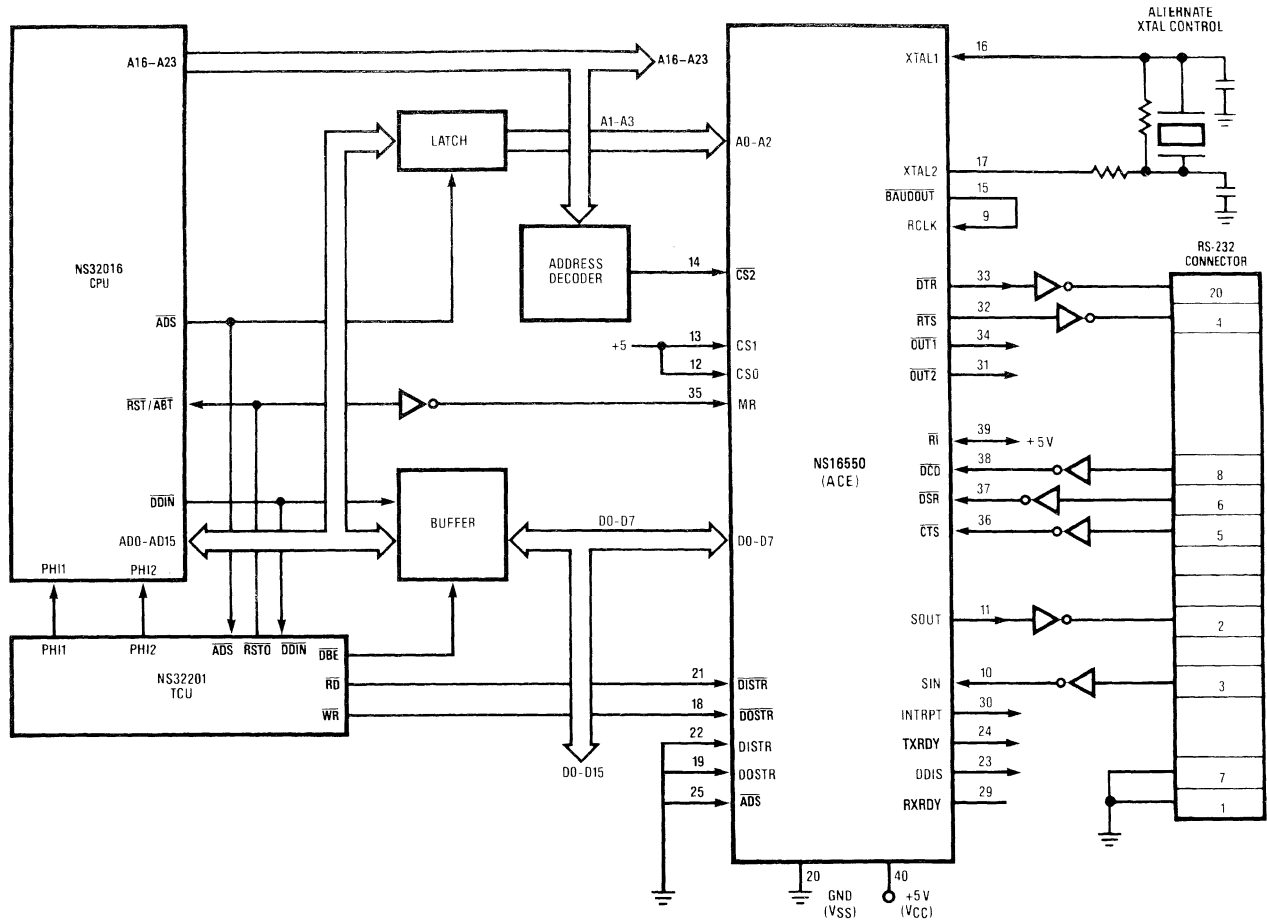 ALTERNATE
XTAL CONTROL
A16-A23
A16-A23
XTAL1
16
LATCH
A1-A3
A0-A2
XTAL2
17
BAUDOUT
15
RCLK
9
NS32016
CPU
ADDRESS
DECODER
14
CS2
RS-232
CONNECTOR
DTR
33
20
ADS
RTS
32
4
+5
13
CS1
OUT1
34
12
CS0
OUT2
31
RST/ABT
35
MR
RI
39
+5V
NS16550
(ACE)
DCD
38
8
DDIN
DSR
37
6
BUFFER
D0-D7
CTS
36
5
AD0-AD15
D0-D7
PHI1
PHI2
SOUT
11
2
PHI1
PHI2
ADS
RSTO
DDIN
DBE
NS32201
TCU
RD
21
DISTR
SIN
10
3
WR
18
DOSTR
INTRPT
30
22
DISTR
TXRDY
24
D0-D15
19
DOSTR
DDIS
23
7
25
ADS
RXRDY
29
1
20
GND
(VSS)
40
+5V
(VCC)